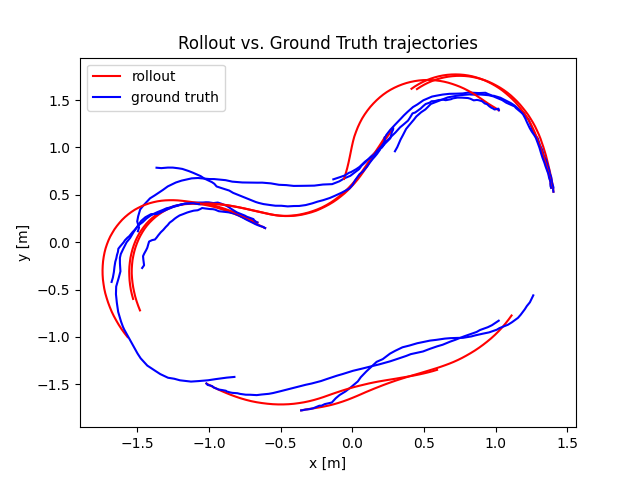 Rollout vs. Ground Truth trajectories
rollout
ground truth
1.5
1.0
0.5
0.0
−0.5
−1.0
−1.5
y [m]
−1.5 −1.0 −0.5 0.0 0.5 1.0 1.5
x [m]